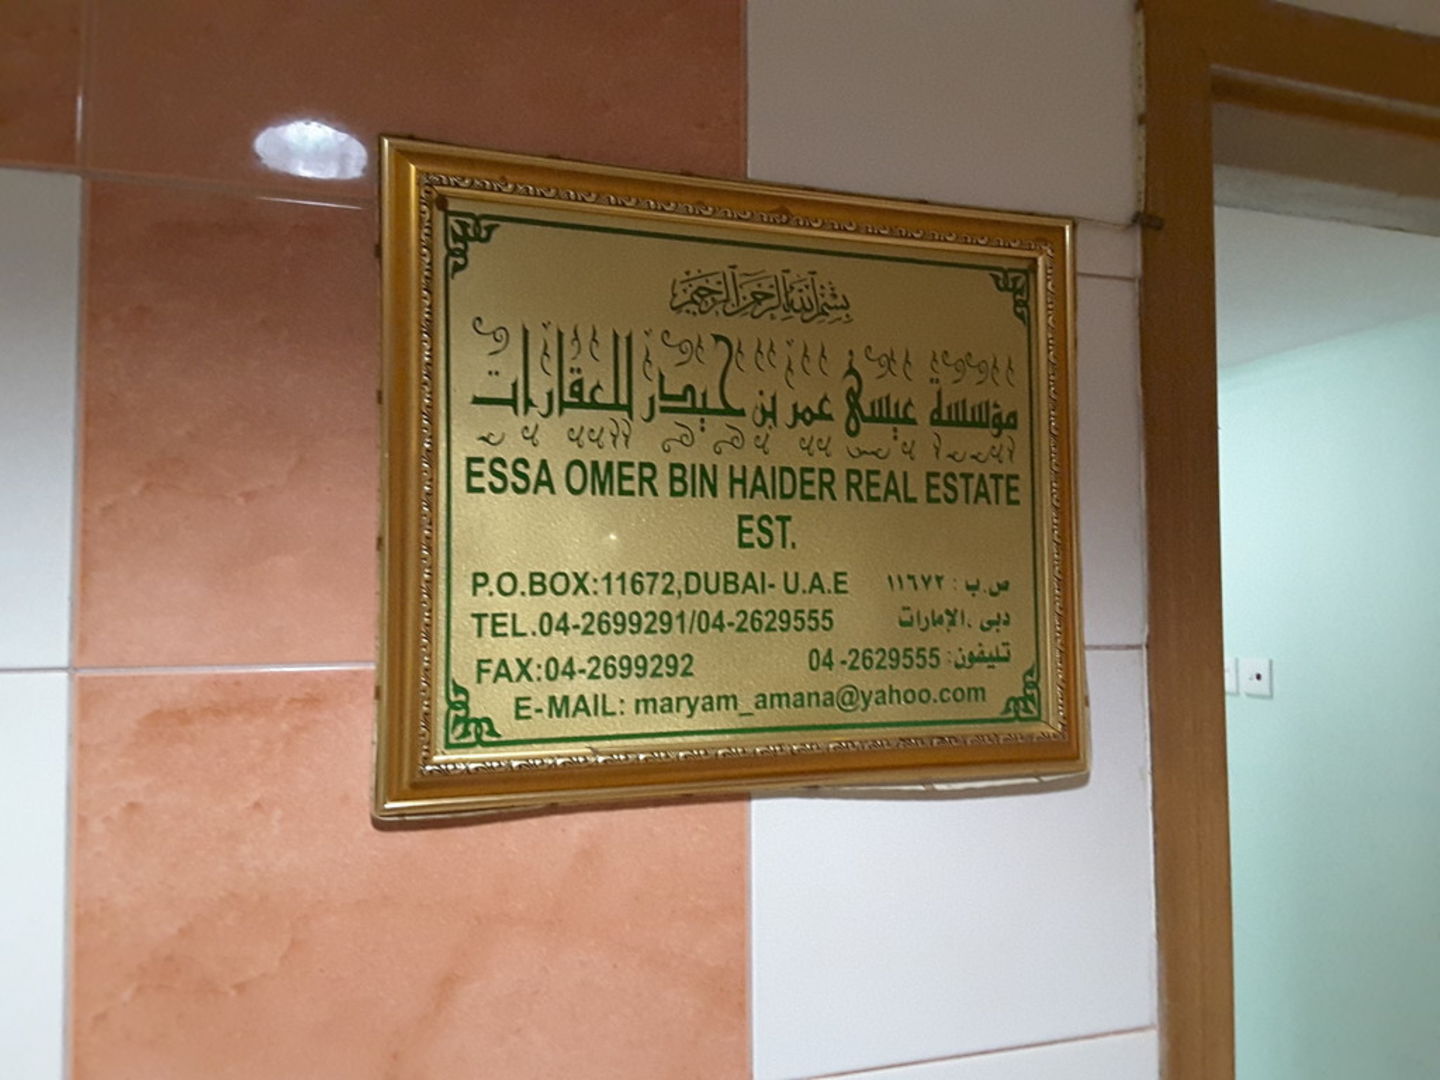 بسم الله الرحمن الرحيم
مؤسسة عيسى عمر بن حيدر للعقارات
ESSA OMER BIN HAIDER REAL ESTATE
EST.
P.O.BOX:11672,DUBAI- U.A.E ص.ب : ١١٦٧٢
TEL.04-2699291/04-2629555 دبى .الإمارات
FAX:04-2699292 تليفون: 2629555- 04
E-MAIL: maryam_amana@yahoo.com